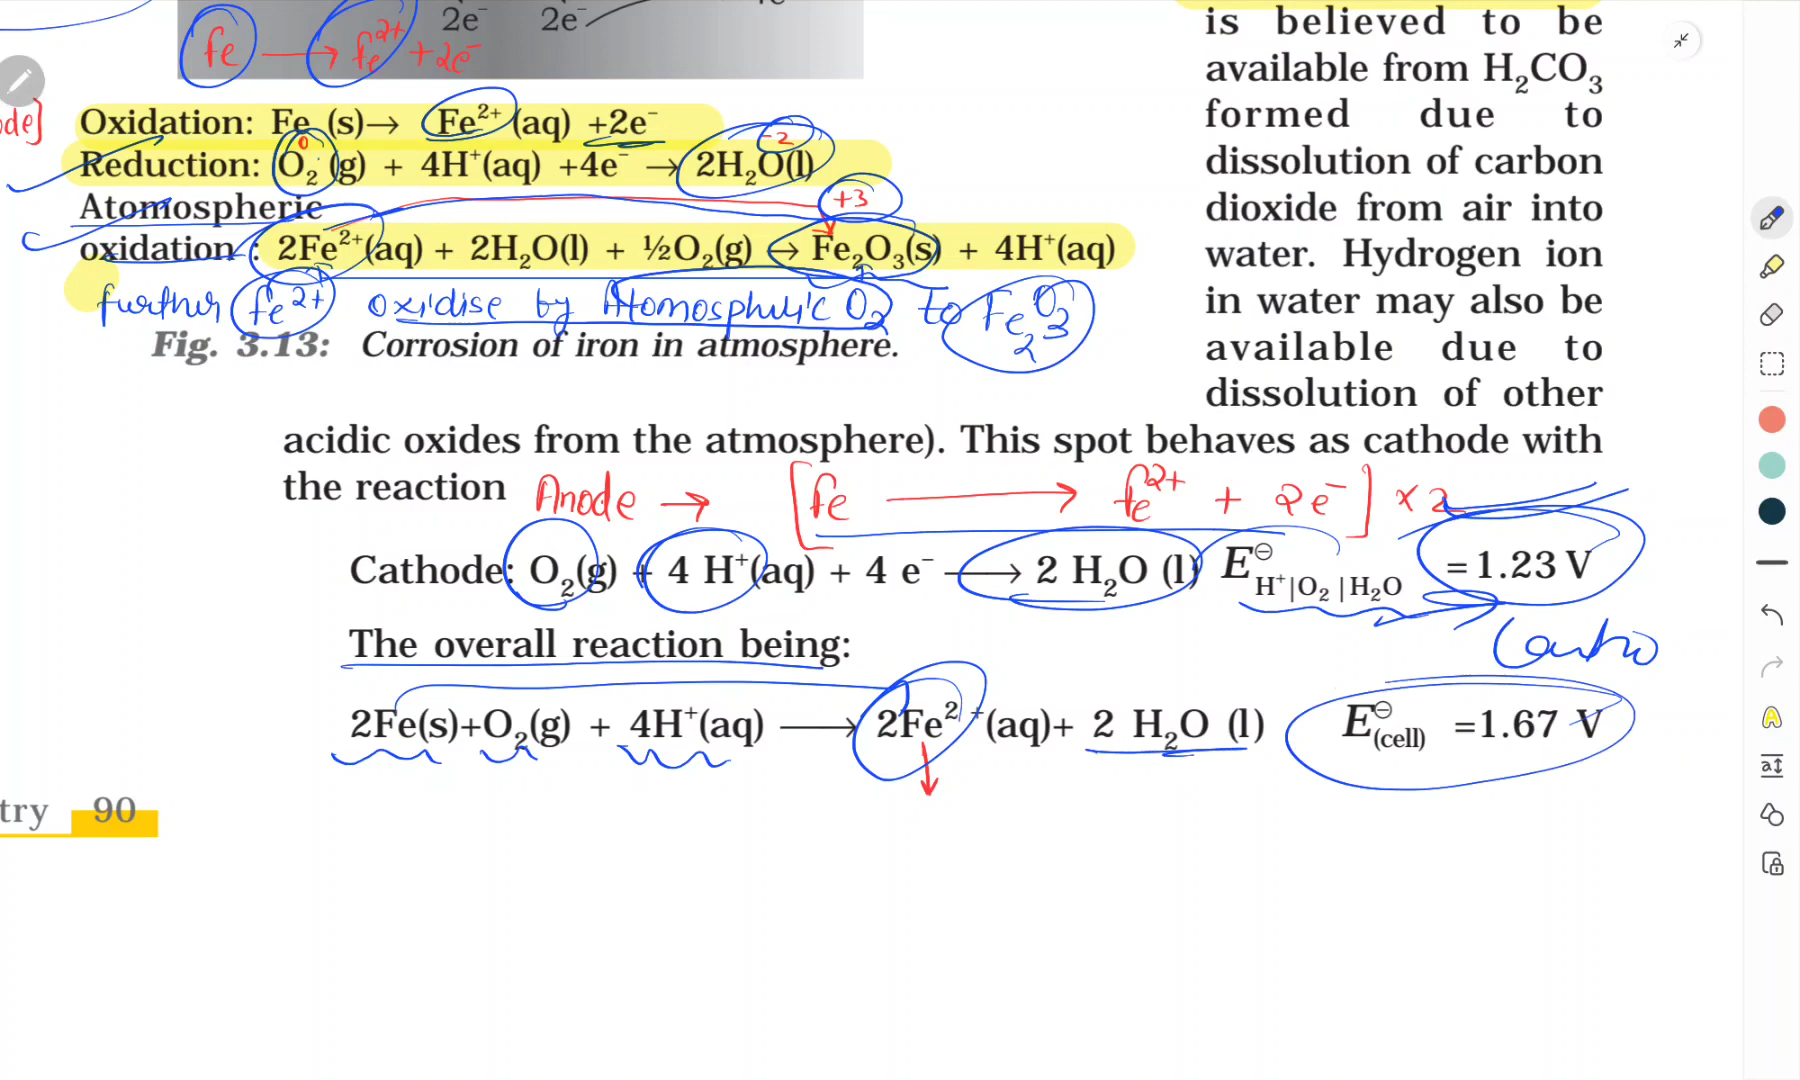 2e⁻ 2e⁻
fe → fe²⁺ + 2e⁻
ode]
Oxidation: Fe (s)→ Fe²⁺ (aq) +2e⁻
0
-2
Reduction: O₂ (g) + 4H⁺(aq) +4e⁻ → 2H₂O(l)
Atomospheric
+3
oxidation : 2Fe²⁺(aq) + 2H₂O(l) + ½O₂(g) → Fe₂O₃(s) + 4H⁺(aq)
further fe²⁺ oxidise by Atomospheric O₂ to Fe₂O₃
Fig. 3.13: Corrosion of iron in atmosphere.
is believed to be
available from H₂CO₃
formed due to
dissolution of carbon
dioxide from air into
water. Hydrogen ion
in water may also be
available due to
dissolution of other
acidic oxides from the atmosphere). This spot behaves as cathode with
the reaction
Anode → [fe → fe²⁺ + 2e⁻] × 2
Cathode: O₂(g) + 4 H⁺(aq) + 4 e⁻ ⟶ 2 H₂O (l) E⊖ H⁺|O₂|H₂O = 1.23 V
The overall reaction being:
2Fe(s)+O₂(g) + 4H⁺(aq) ⟶ 2Fe²⁺(aq)+ 2 H₂O (l) E⊖(cell) =1.67 V
try 90